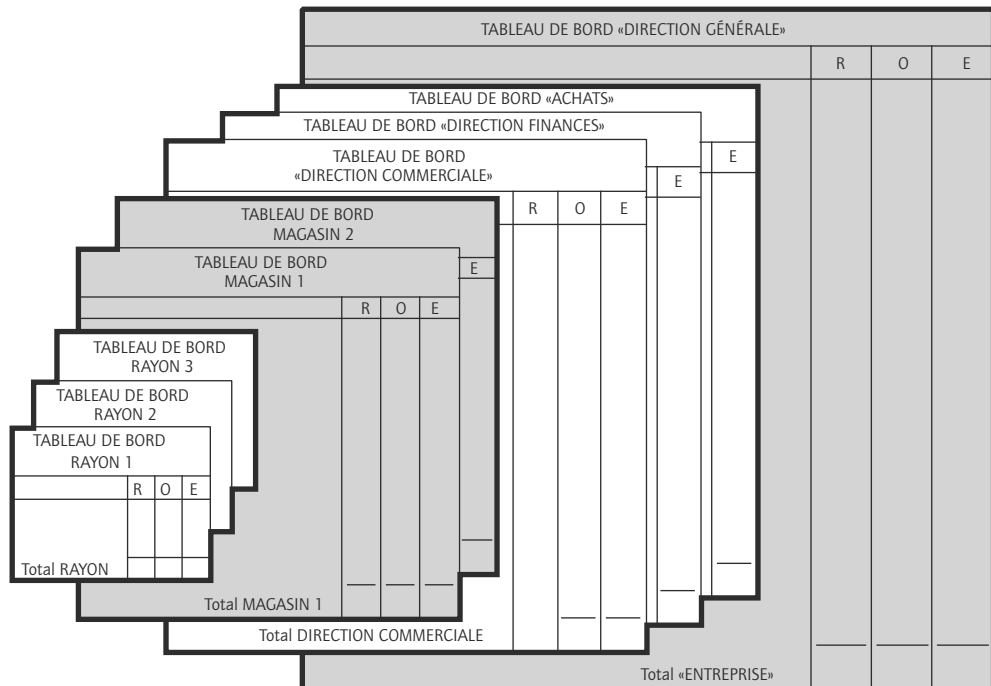 TABLEAU DE BORD «DIRECTION GÉNÉRALE»
R O E
TABLEAU DE BORD «ACHATS»
E
TABLEAU DE BORD «DIRECTION FINANCES»
E
TABLEAU DE BORD
«DIRECTION COMMERCIALE»
R O E
TABLEAU DE BORD
MAGASIN 2
E
TABLEAU DE BORD
MAGASIN 1
R O E
TABLEAU DE BORD
RAYON 3
TABLEAU DE BORD
RAYON 2
TABLEAU DE BORD
RAYON 1
R O E
Total RAYON
Total MAGASIN 1
Total DIRECTION COMMERCIALE
Total «ENTREPRISE»